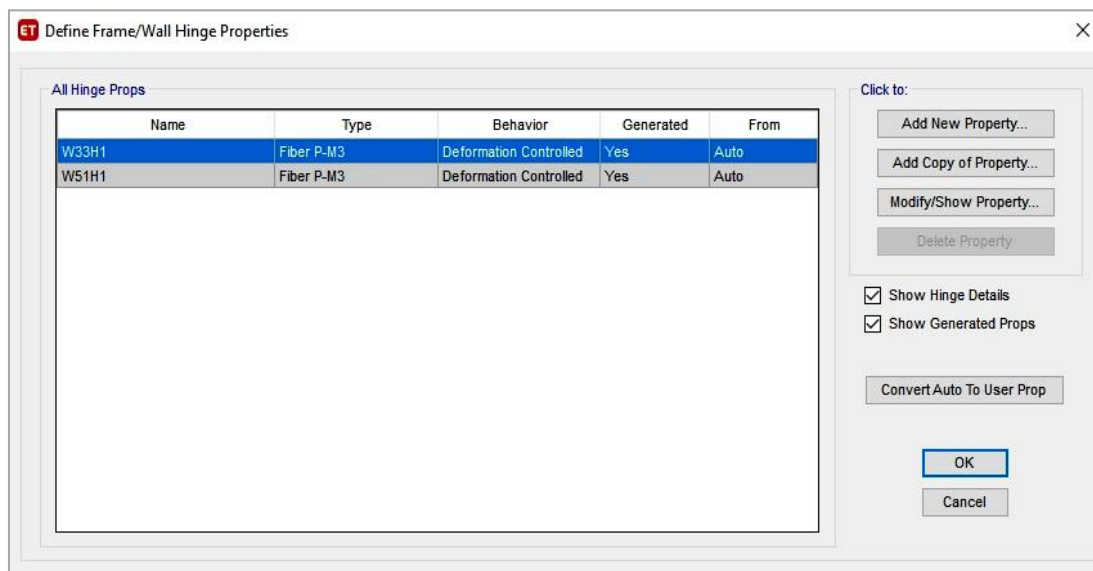 ET Define Frame/Wall Hinge Properties
All Hinge Props
Name Type Behavior Generated From
W33H1 Fiber P-M3 Deformation Controlled Yes Auto
W51H1 Fiber P-M3 Deformation Controlled Yes Auto
Click to:
Add New Property...
Add Copy of Property...
Modify/Show Property...
Delete Property
Show Hinge Details
Show Generated Props
Convert Auto To User Prop
OK
Cancel